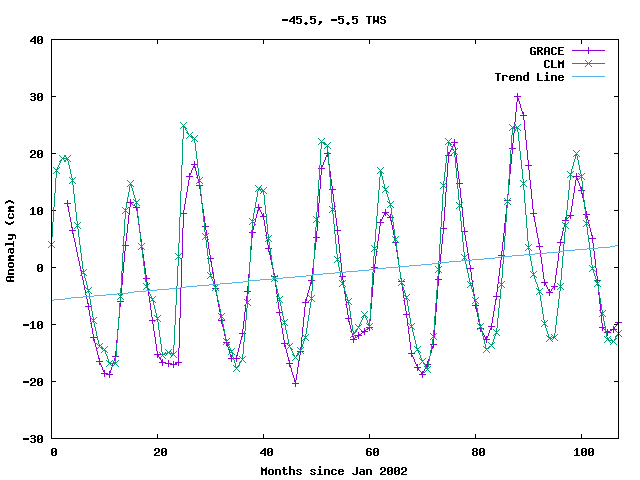 -45.5, -5.5 TWS
GRACE
CLM
Trend Line
40
30
20
10
0
-10
-20
-30
Anomaly (cm)
0 20 40 60 80 100
Months since Jan 2002